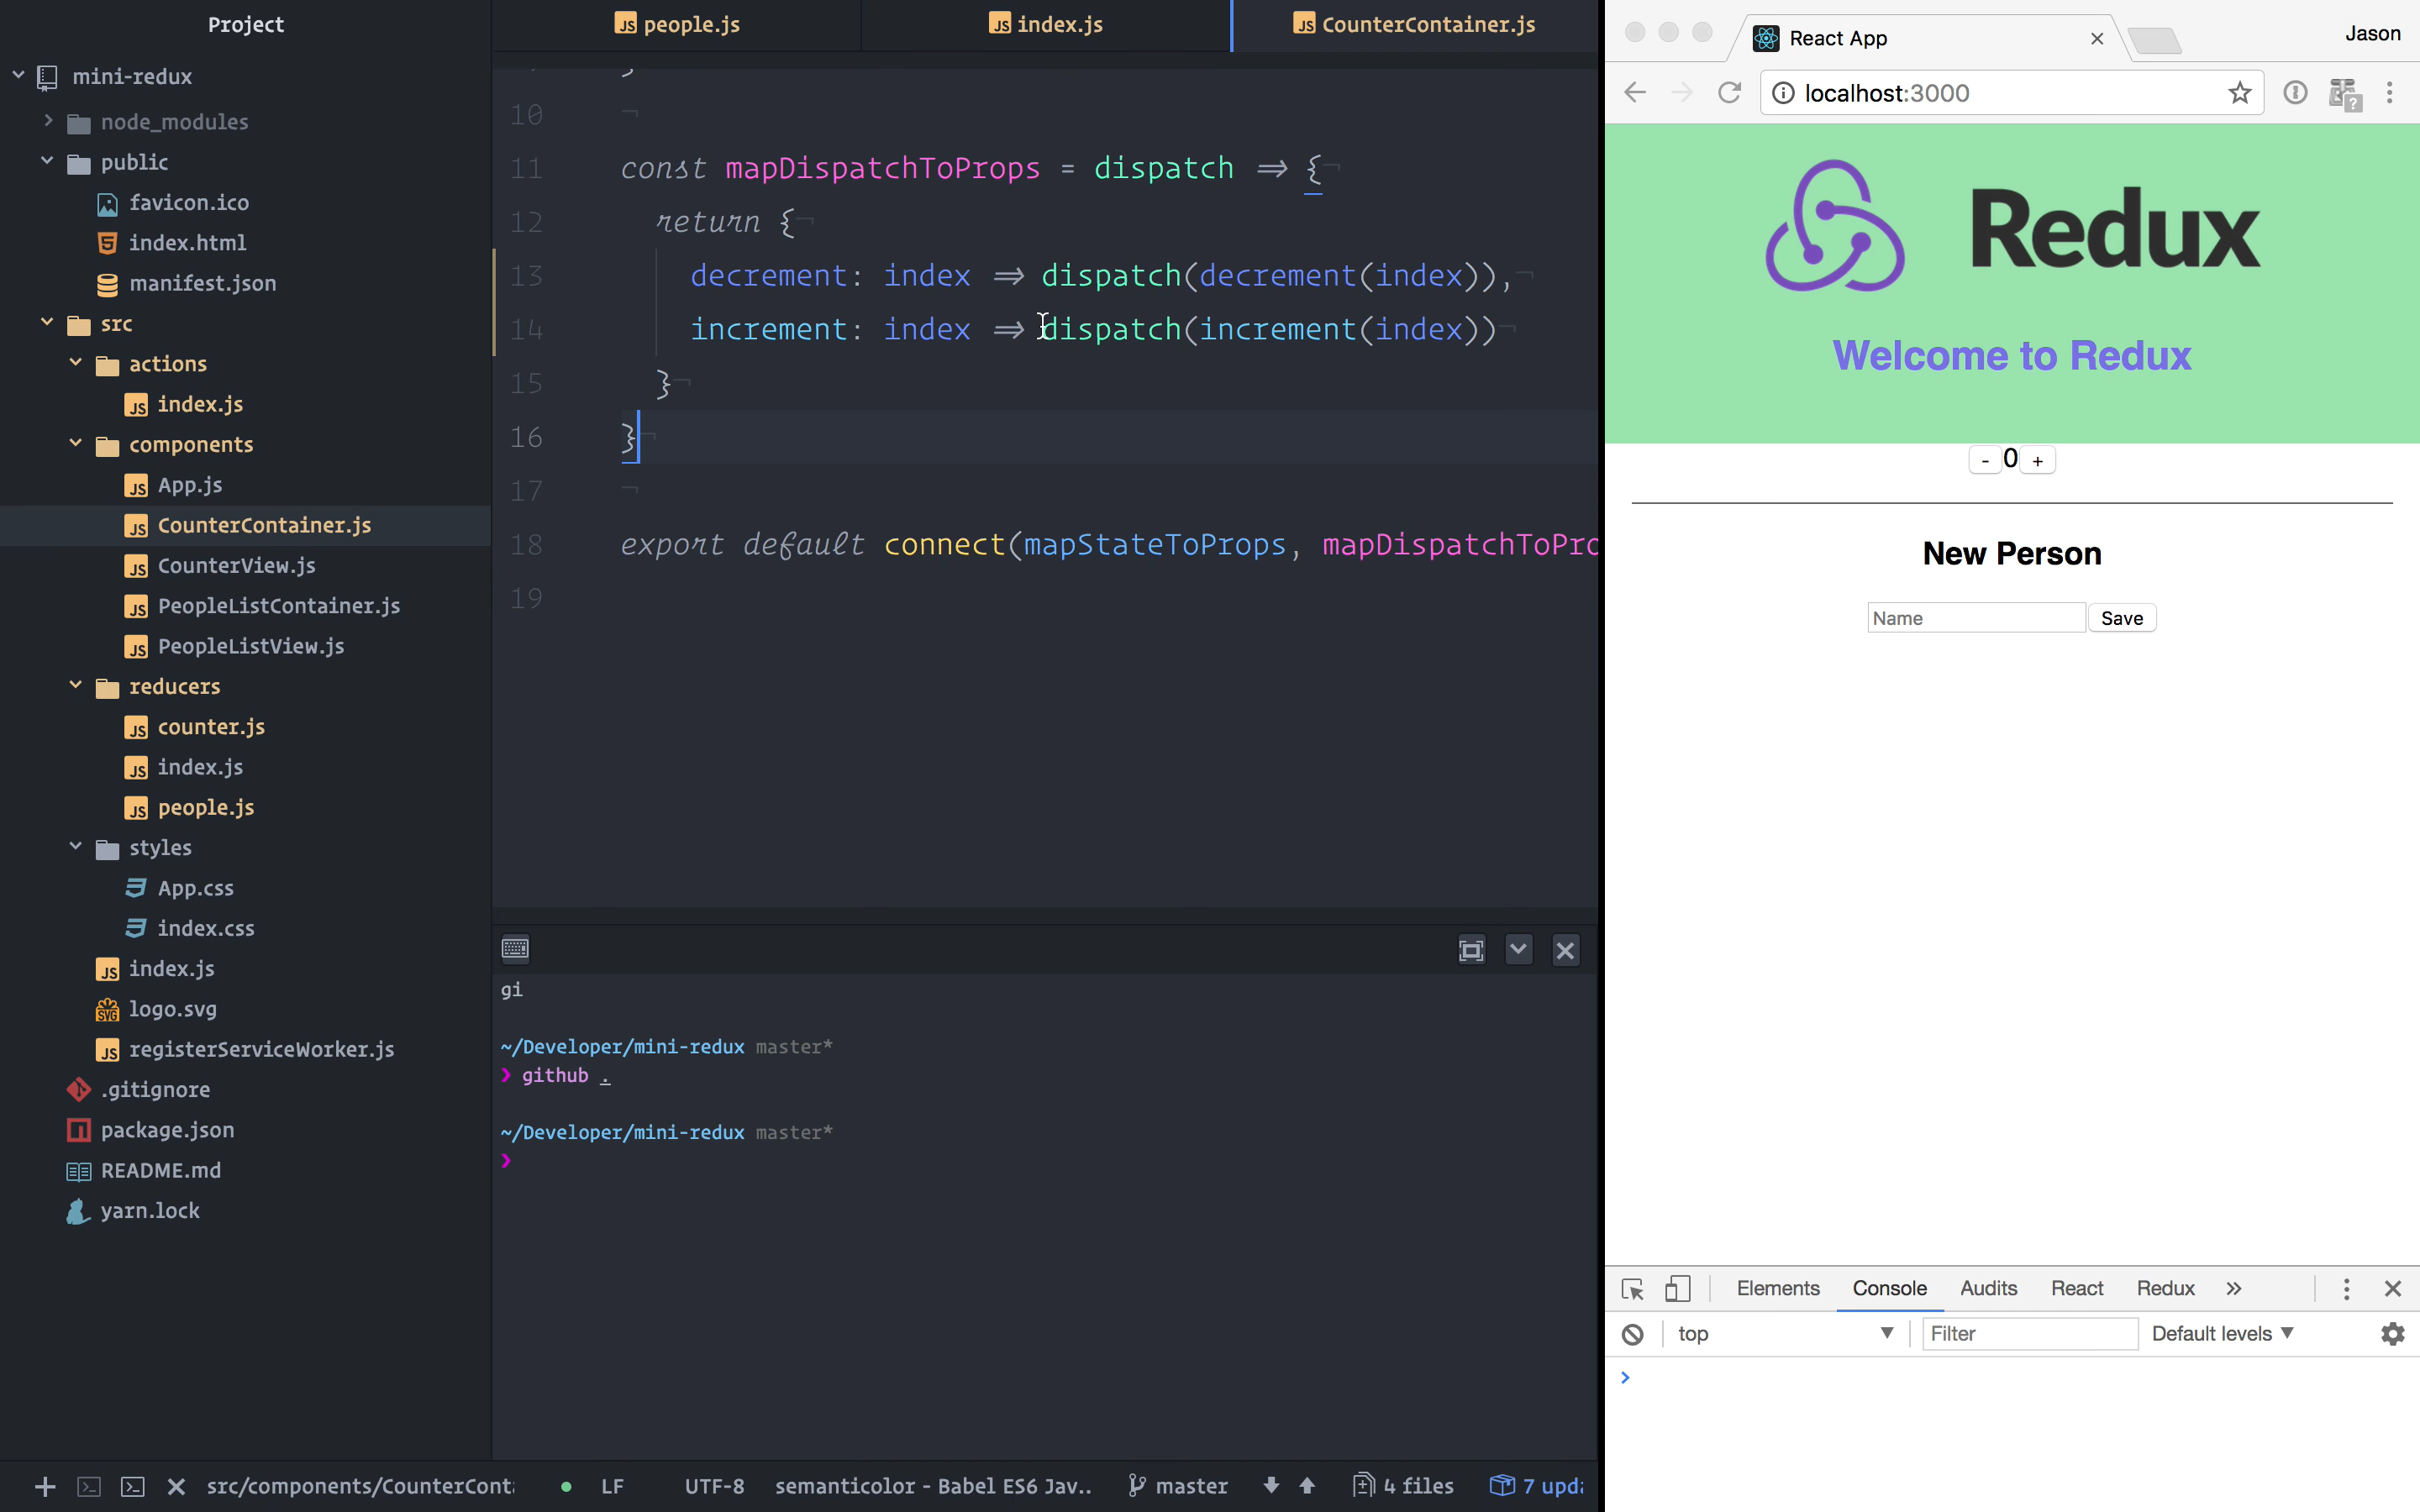 Project
mini-redux
node_modules
public
favicon.ico
index.html
manifest.json
src
actions
index.js
components
App.js
CounterContainer.js
CounterView.js
PeopleListContainer.js
PeopleListView.js
reducers
counter.js
index.js
people.js
styles
App.css
index.css
index.js
logo.svg
registerServiceWorker.js
.gitignore
package.json
README.md
yarn.lock
people.js
index.js
CounterContainer.js
10 ¬
11 const mapDispatchToProps = dispatch => {¬
12 return {¬
13 decrement: index => dispatch(decrement(index)),¬
14 increment: index => dispatch(increment(index))¬
15 }¬
16 }¬
17 ¬
18 export default connect(mapStateToProps, mapDispatchToPro
19
gi
~/Developer/mini-redux master*
❯ github .
~/Developer/mini-redux master*
❯
src/components/CounterCont
LF
UTF-8
semanticolor - Babel ES6 Jav..
master
4 files
7 upd
React App
Jason
localhost:3000
Redux
Welcome to Redux
- 0 +
New Person
Name Save
Elements Console Audits React Redux »
top Filter Default levels